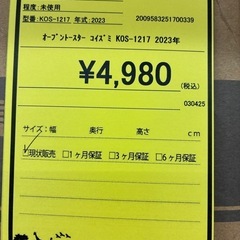 程度:未使用
型番:KOS-1217 年式:2023 2009583251700339
オーブントースター コイズミ KOS-1217 2023年
¥4,980
(税込)
030425
サイズ:幅 奥行 高さ cm
☑現状販売 □1ヶ月保証 □3ヶ月保証 □6ヶ月保証